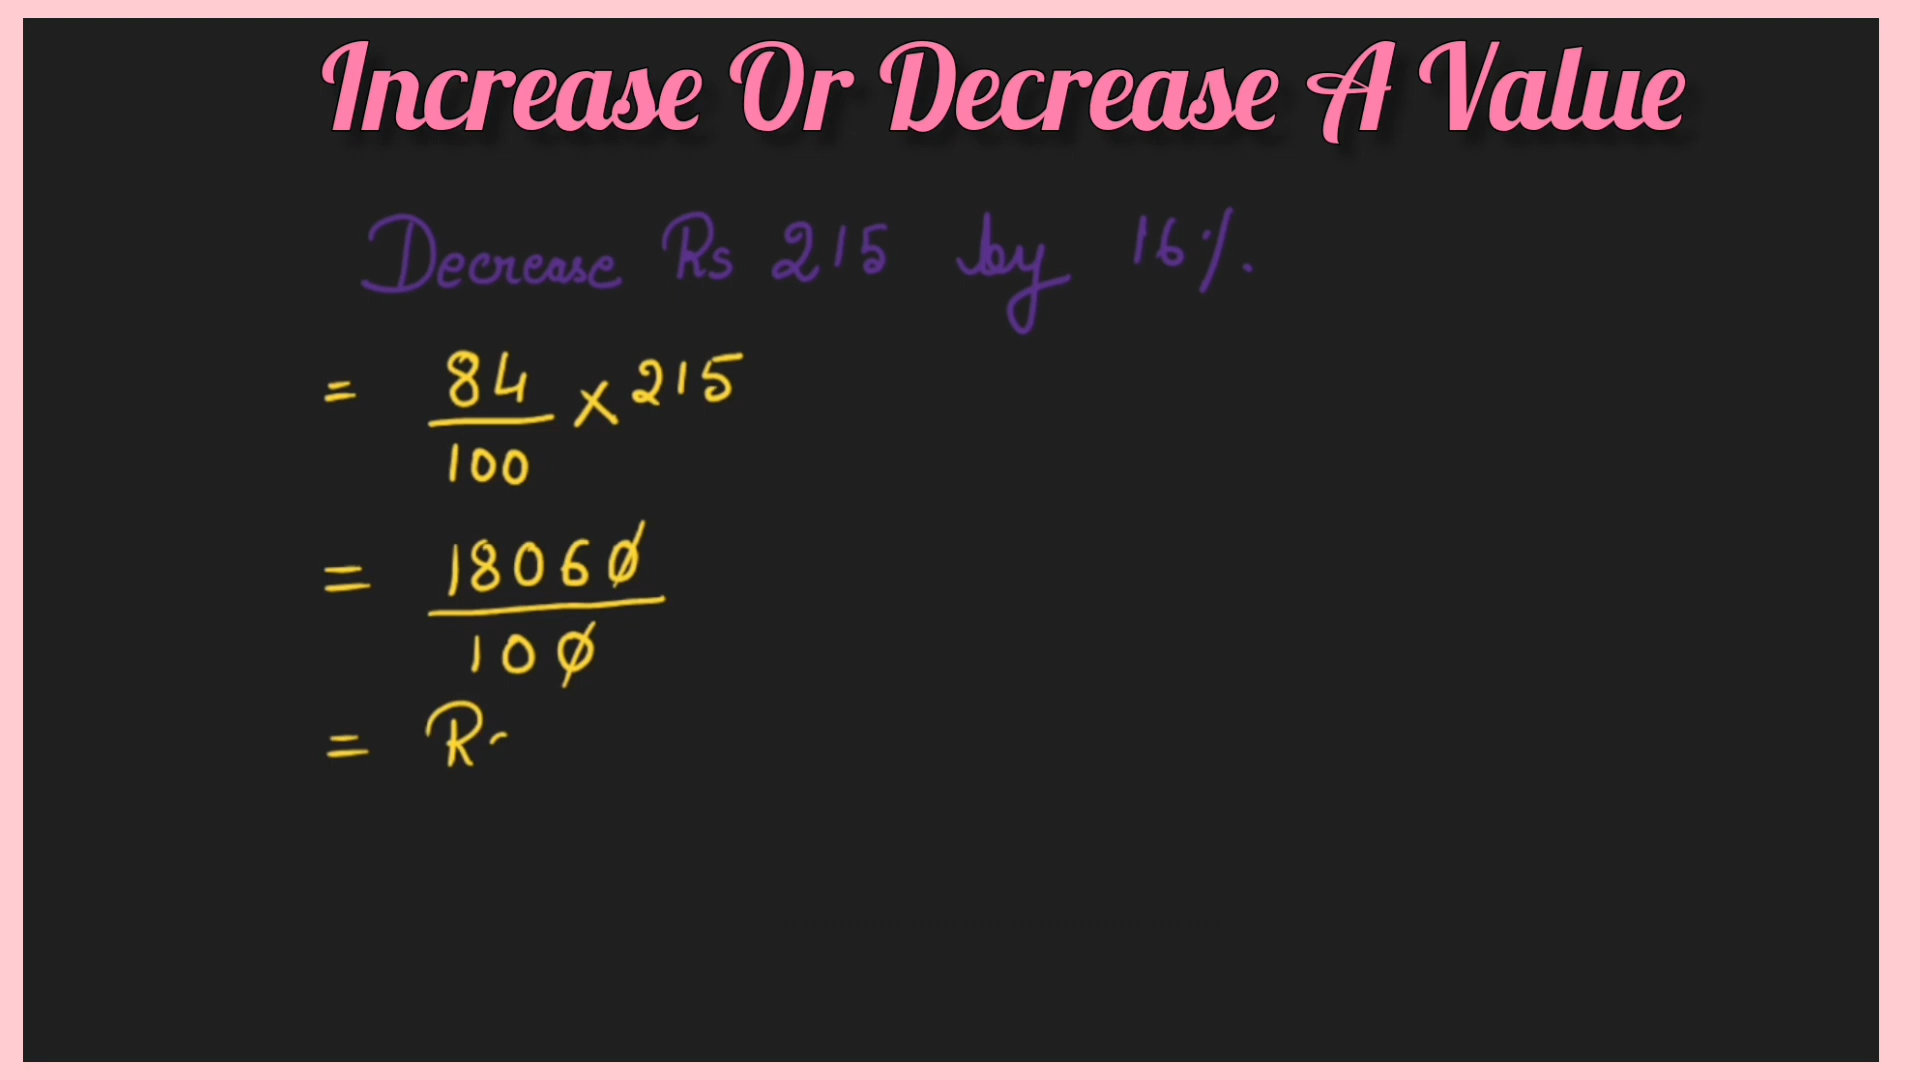 Increase Or Decrease A Value
Decrease Rs 215 by 16%.
= 84/100 × 215
= 18060/100
= R